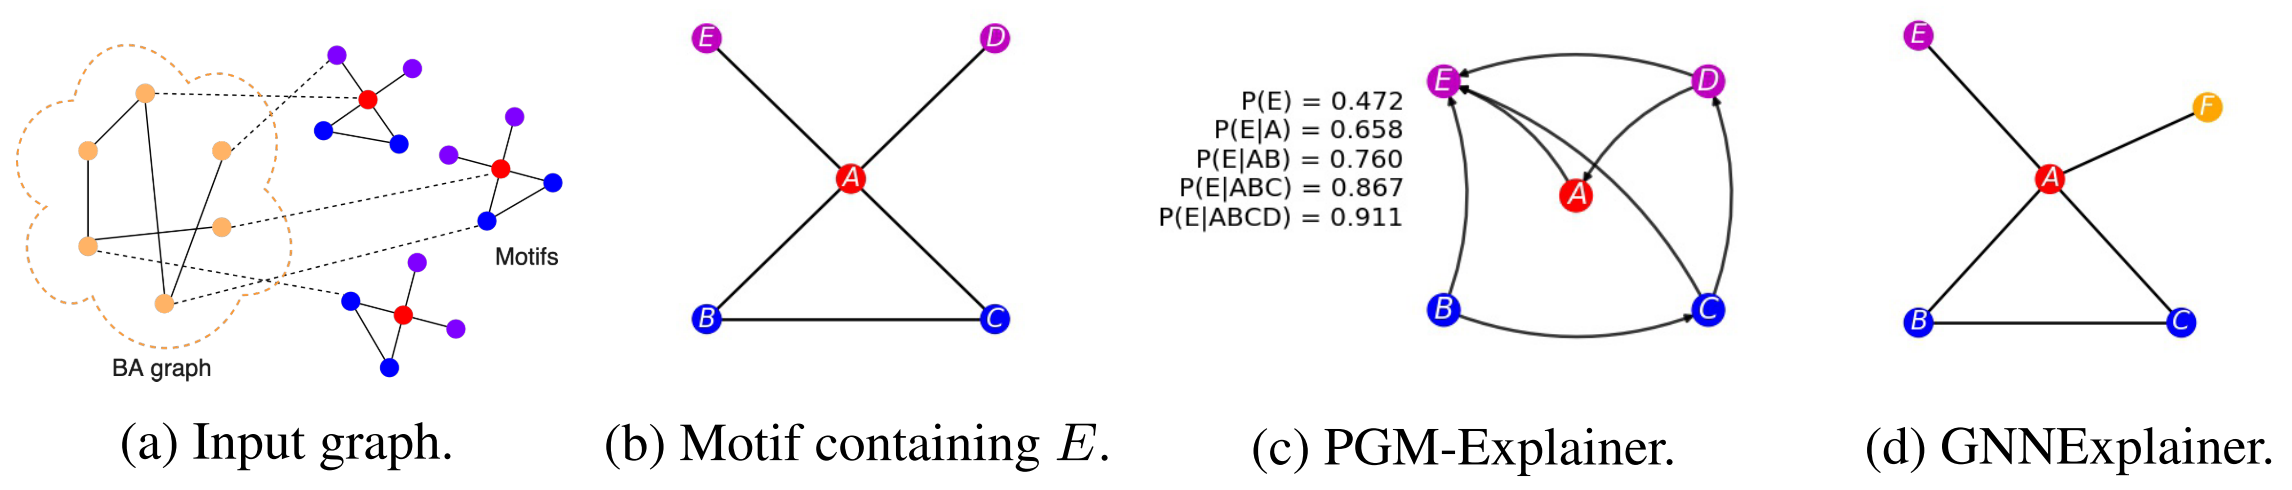 BA graph
Motifs
(a) Input graph.
E
D
A
B
C
(b) Motif containing E.
P(E) = 0.472
P(E|A) = 0.658
P(E|AB) = 0.760
P(E|ABC) = 0.867
P(E|ABCD) = 0.911
E
D
A
B
C
(c) PGM-Explainer.
E
F
A
B
C
(d) GNNExplainer.